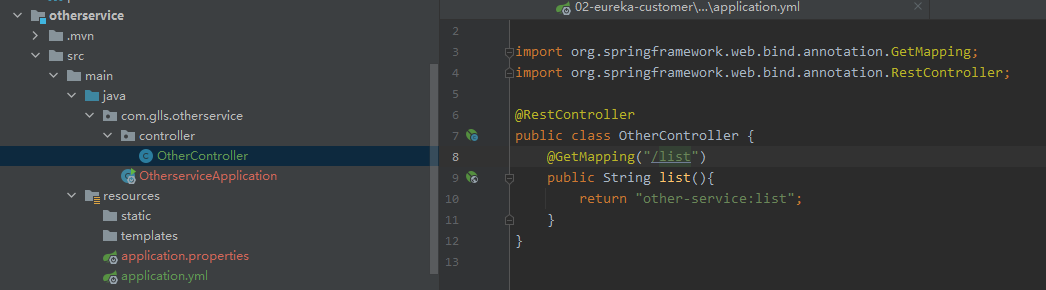 otherservice
.mvn
src
main
java
com.glls.otherservice
controller
OtherController
OtherserviceApplication
resources
static
templates
application.properties
application.yml
02-eureka-customer\...\application.yml
2
3 import org.springframework.web.bind.annotation.GetMapping;
4 import org.springframework.web.bind.annotation.RestController;
5
6 @RestController
7 public class OtherController {
8 @GetMapping("/list")
9 public String list(){
10 return "other-service:list";
11 }
12 }
13